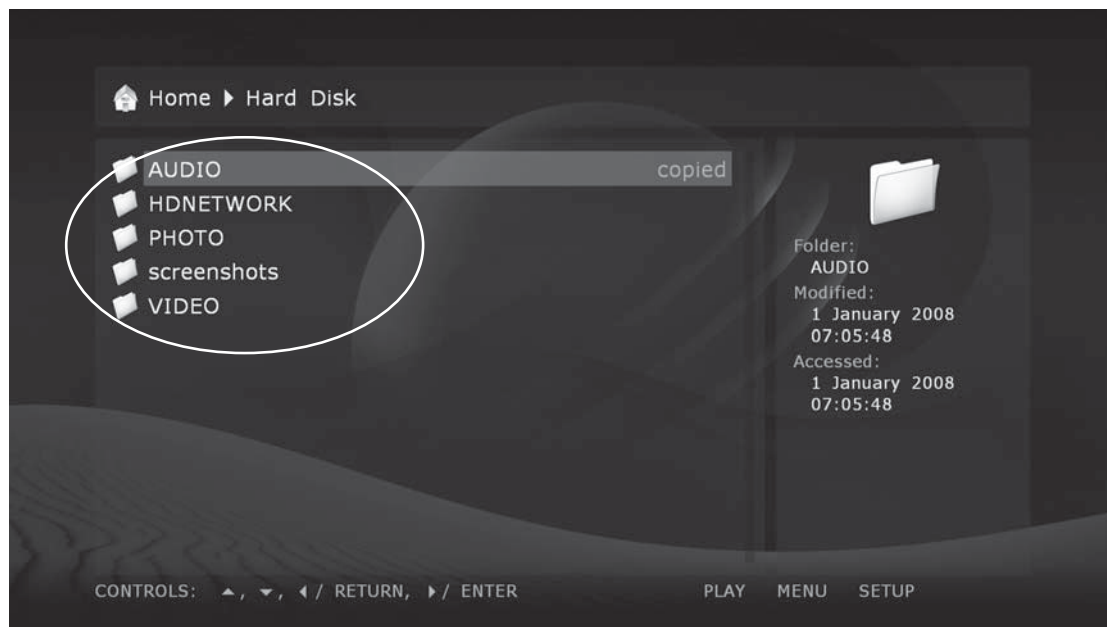 Home ▶ Hard Disk
AUDIO copied
HDNETWORK
PHOTO
screenshots
VIDEO
Folder:
AUDIO
Modified:
1 January 2008
07:05:48
Accessed:
1 January 2008
07:05:48
CONTROLS: ▲, ▼, ◀/ RETURN, ▶/ ENTER PLAY MENU SETUP